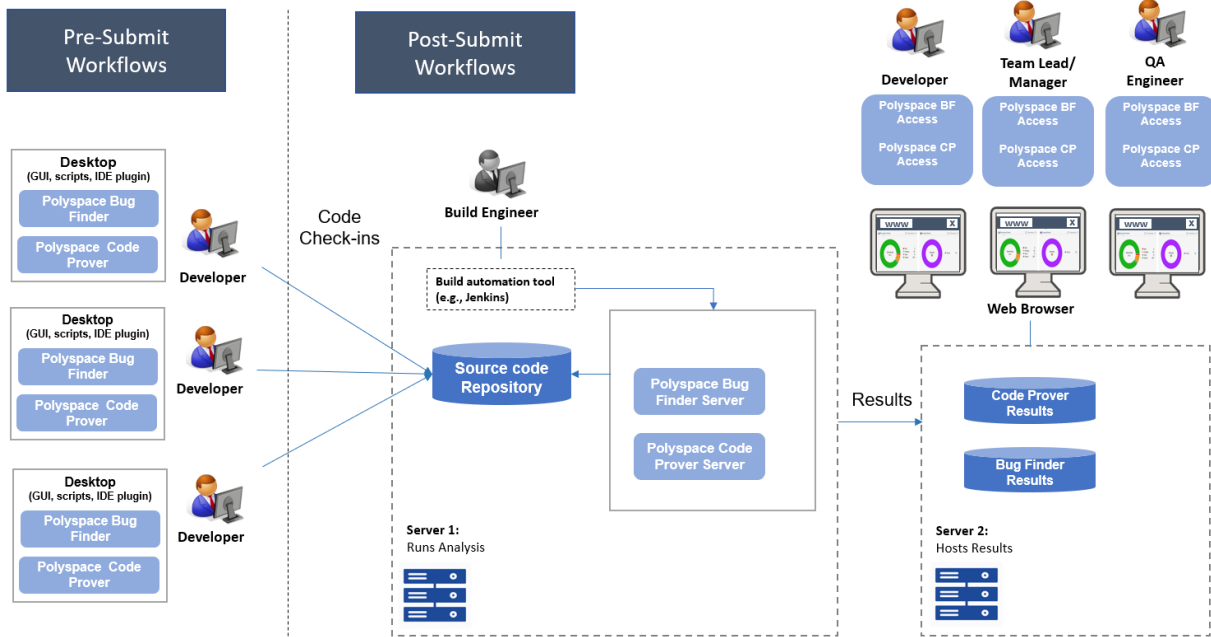 Pre-Submit
Workflows
Post-Submit
Workflows
Desktop
(GUI, scripts, IDE plugin)
Polyspace Bug
Finder
Polyspace Code
Prover
Developer
Desktop
(GUI, scripts, IDE plugin)
Polyspace Bug
Finder
Polyspace Code
Prover
Developer
Desktop
(GUI, scripts, IDE plugin)
Polyspace Bug
Finder
Polyspace Code
Prover
Developer
Code
Check-ins
Build Engineer
Build automation tool
(e.g., Jenkins)
Source code
Repository
Polyspace Bug
Finder Server
Polyspace Code
Prover Server
Server 1:
Runs Analysis
Results
Developer
Polyspace BF
Access
Polyspace CP
Access
Team Lead/
Manager
Polyspace BF
Access
Polyspace CP
Access
QA
Engineer
Polyspace BF
Access
Polyspace CP
Access
www X
www X
www X
Web Browser
Code Prover
Results
Bug Finder
Results
Server 2:
Hosts Results